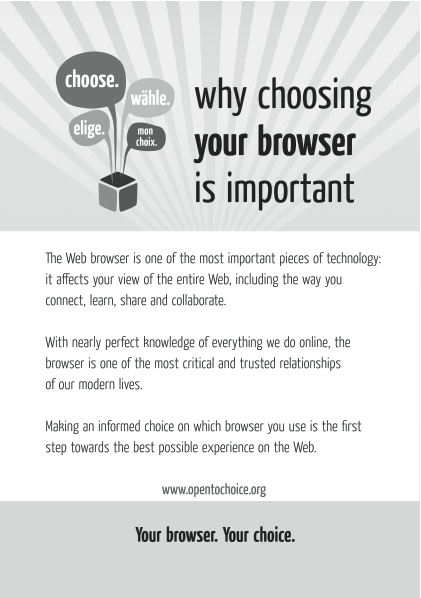 choose.
wähle.
elige.
mon
choix.
why choosing
your browser
is important
The Web browser is one of the most important pieces of technology:
it affects your view of the entire Web, including the way you
connect, learn, share and collaborate.
With nearly perfect knowledge of everything we do online, the
browser is one of the most critical and trusted relationships
of our modern lives.
Making an informed choice on which browser you use is the first
step towards the best possible experience on the Web.
www.opentochoice.org
Your browser. Your choice.